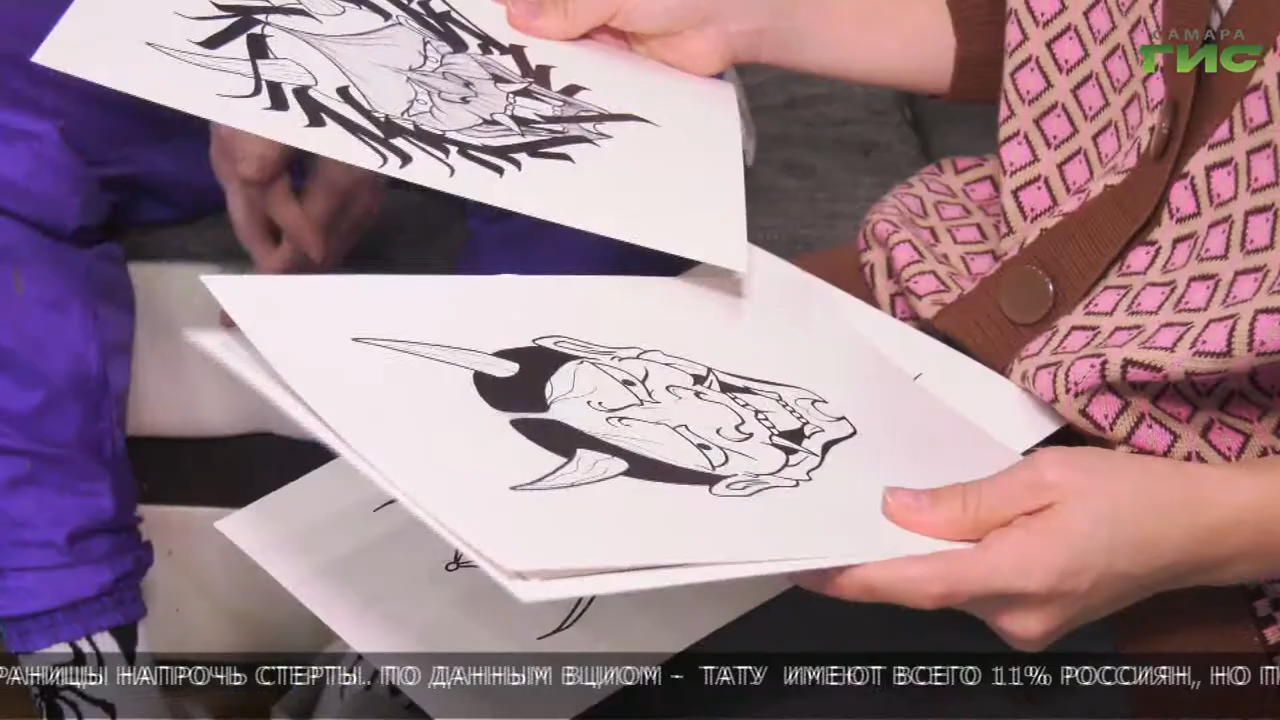 САМАРА
ГИС
РАНИЦЫ НАПРОЧЬ СТЕРТЫ.. ПО ДАННЫМ ВЦИОМ - ТАТУ ИМЕЮТ ВСЕГО 11% РОССИЯН,, НО